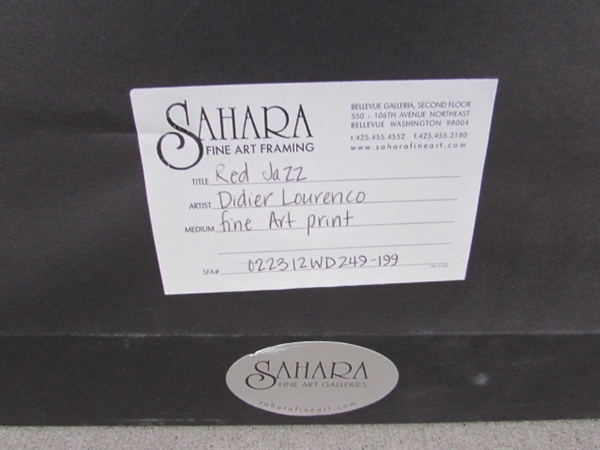 SAHARA
FINE ART FRAMING
BELLEVUE GALLERIA, SECOND FLOOR
550 - 106TH AVENUE NORTHEAST
BELLEVUE WASHINGTON 98004
t.425.455.4552 f.425.455.3180
www.saharafineart.com
TITLE Red Jazz
ARTIST Didier Lourenco
MEDIUM fine Art print
SFA# 022312WD249-199
SAHARA
FINE ART GALLERIES
saharafineart.com